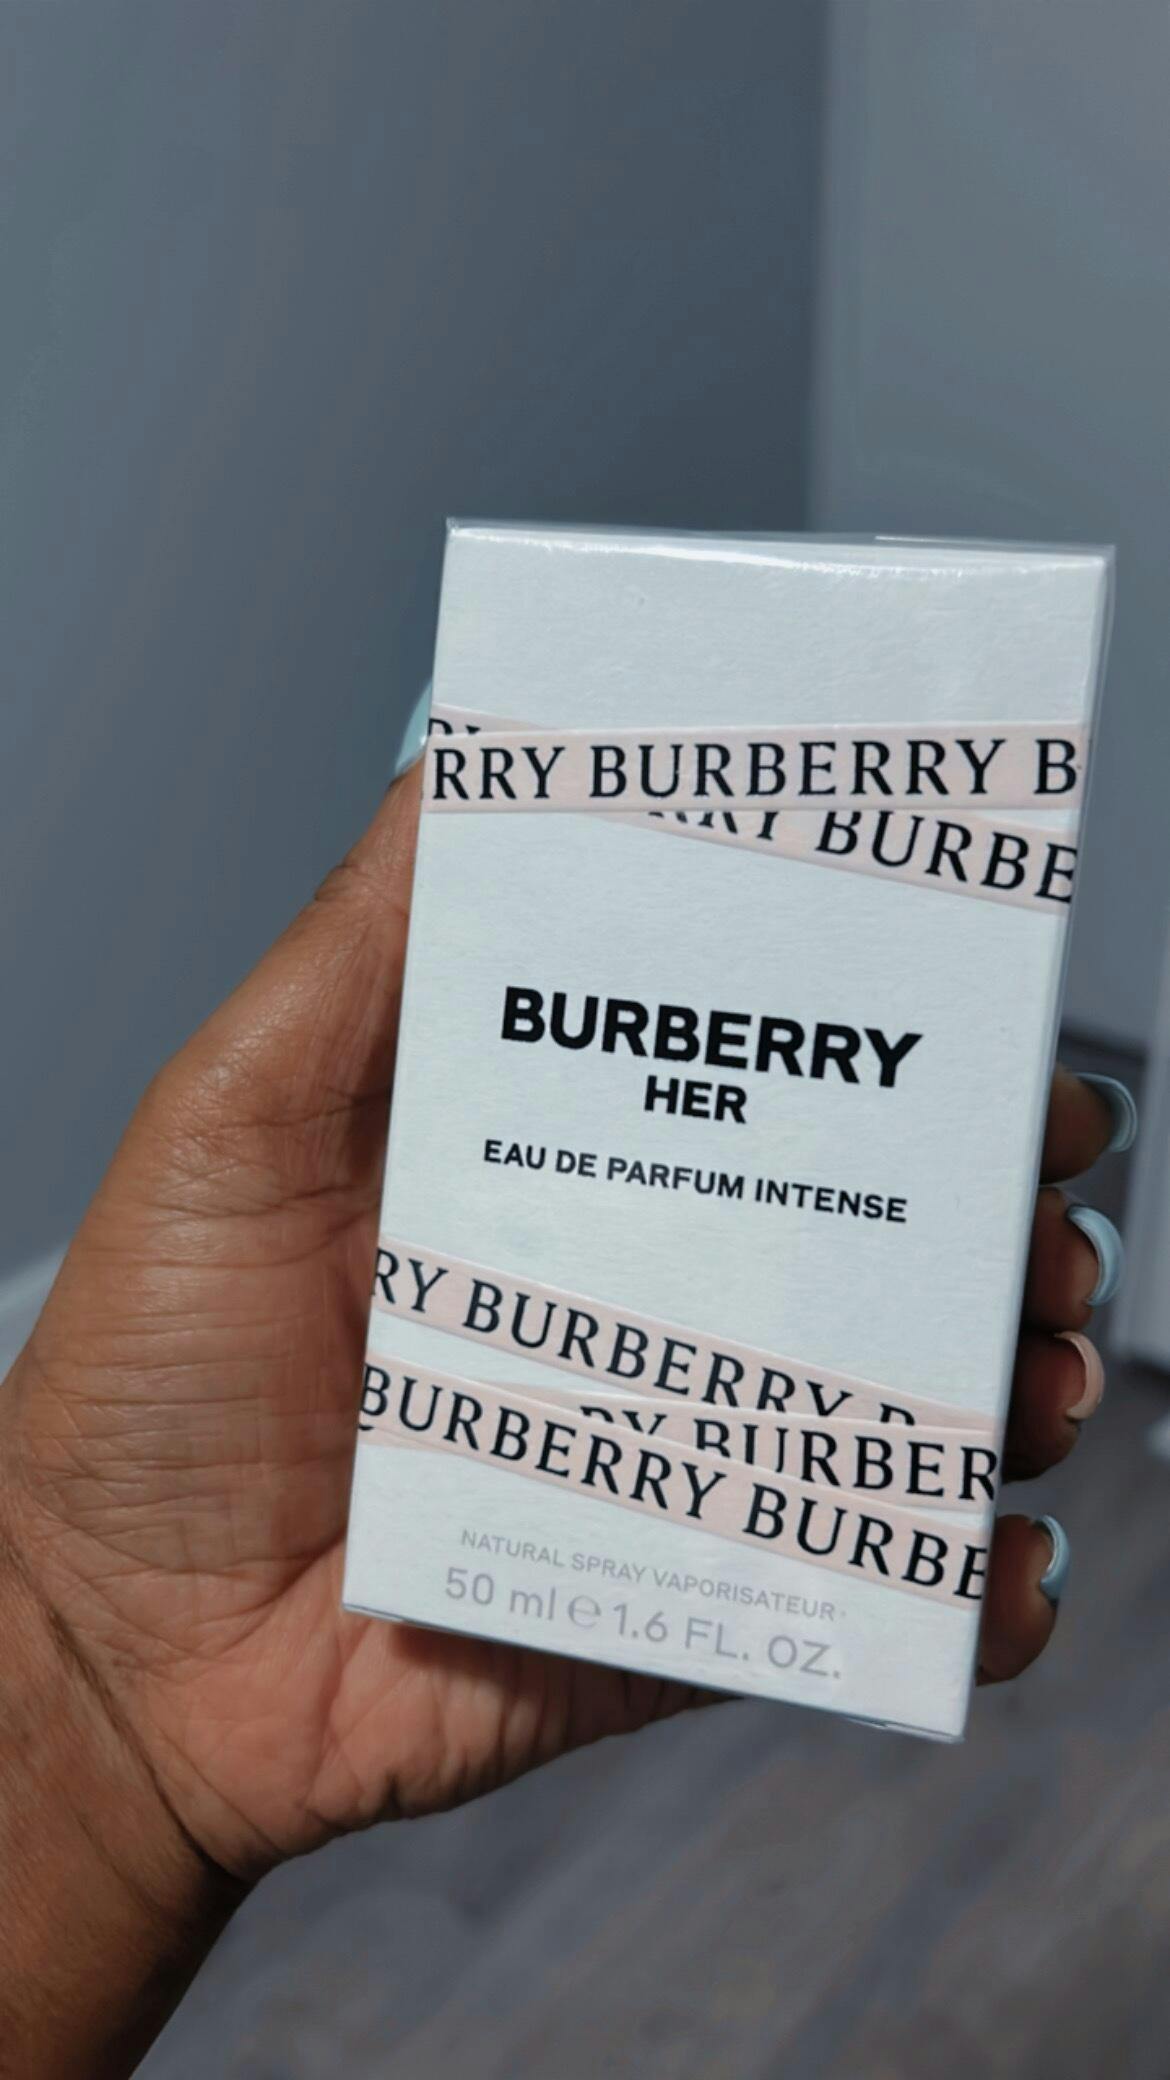 RRY BURBERRY B
BURBE
BURBERRY
HER
EAU DE PARFUM INTENSE
RY BURBERRY
RY BURBER
BURBERRY BURBE
NATURAL SPRAY VAPORISATEUR
50 ml ℮ 1.6 FL. OZ.